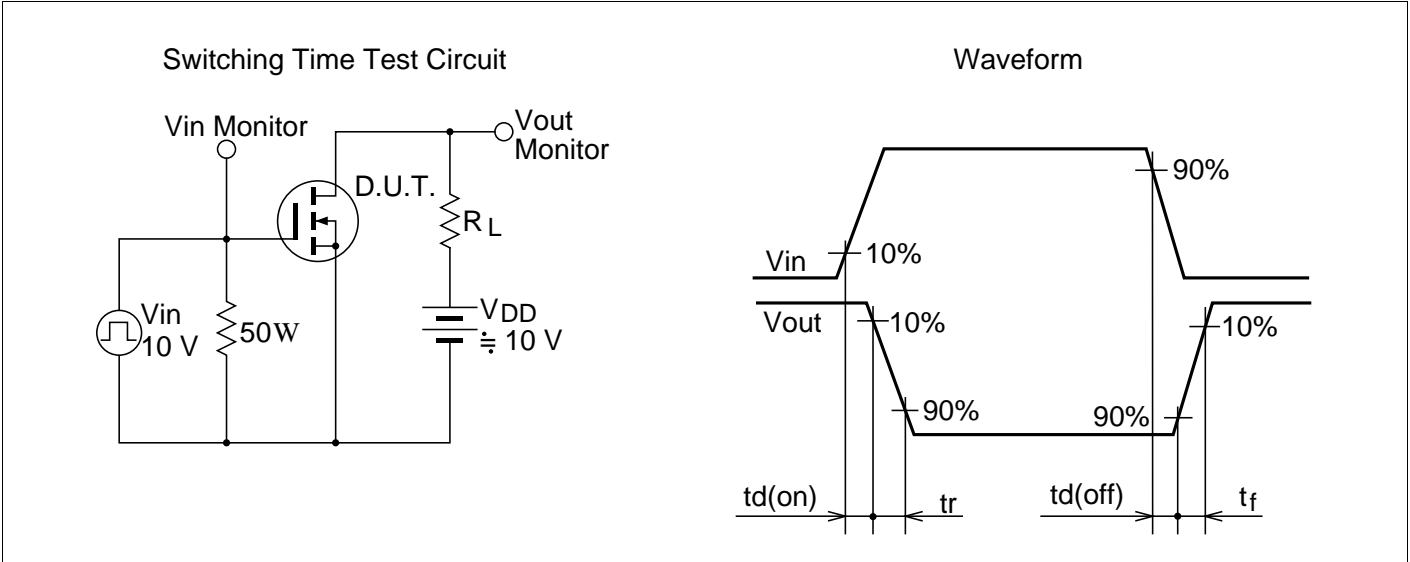 Switching Time Test Circuit
Vin Monitor
Vout
Monitor
D.U.T.
RL
Vin
10 V
50W
VDD
≒ 10 V
Waveform
Vin
10%
90%
Vout
10%
90%
90%
10%
td(on)
tr
td(off)
tf